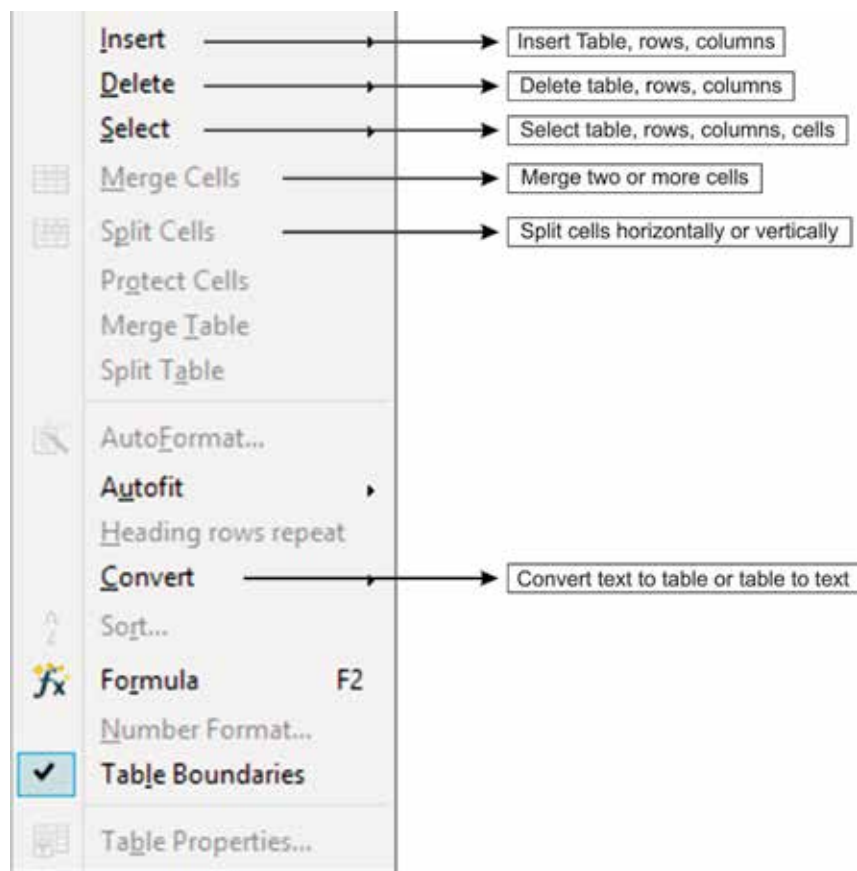 Insert Insert Table, rows, columns
Delete Delete table, rows, columns
Select Select table, rows, columns, cells
Merge Cells Merge two or more cells
Split Cells Split cells horizontally or vertically
Protect Cells
Merge Table
Split Table
AutoFormat...
Autofit
Heading rows repeat
Convert Convert text to table or table to text
Sort...
fx Formula F2
Number Format...
Table Boundaries
Table Properties...